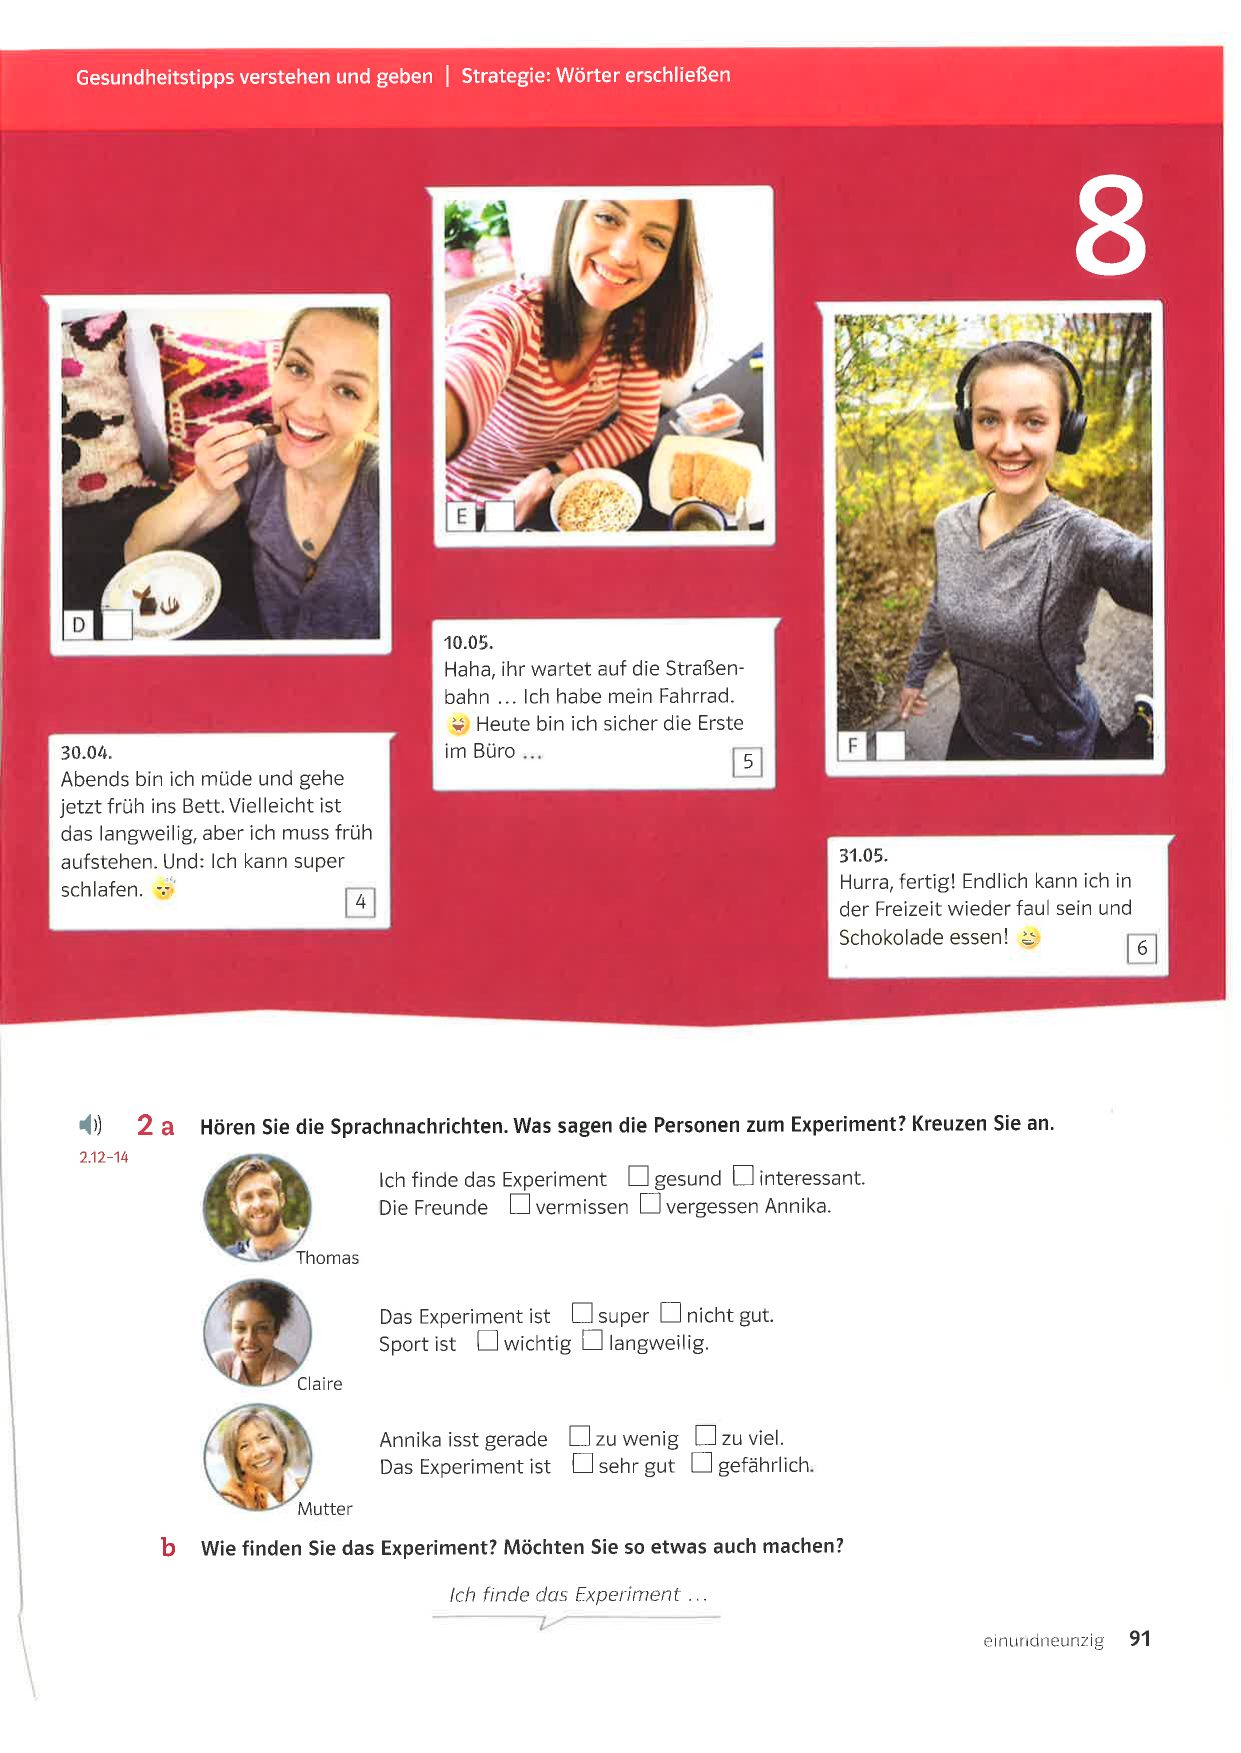 Gesundheitstipps verstehen und geben | Strategie: Wörter erschließen
8
D
E
F
30.04.
Abends bin ich müde und gehe
jetzt früh ins Bett. Vielleicht ist
das langweilig, aber ich muss früh
aufstehen. Und: Ich kann super
schlafen.
4
10.05.
Haha, ihr wartet auf die Straßen-
bahn ... Ich habe mein Fahrrad.
Heute bin ich sicher die Erste
im Büro ...
5
31.05.
Hurra, fertig! Endlich kann ich in
der Freizeit wieder faul sein und
Schokolade essen!
6
2 a Hören Sie die Sprachnachrichten. Was sagen die Personen zum Experiment? Kreuzen Sie an.
2.12–14
Ich finde das Experiment ☐ gesund ☐ interessant.
Die Freunde ☐ vermissen ☐ vergessen Annika.
Thomas
Das Experiment ist ☐ super ☐ nicht gut.
Sport ist ☐ wichtig ☐ langweilig.
Claire
Annika isst gerade ☐ zu wenig ☐ zu viel.
Das Experiment ist ☐ sehr gut ☐ gefährlich.
Mutter
b Wie finden Sie das Experiment? Möchten Sie so etwas auch machen?
Ich finde das Experiment ...
einundneunzig 91